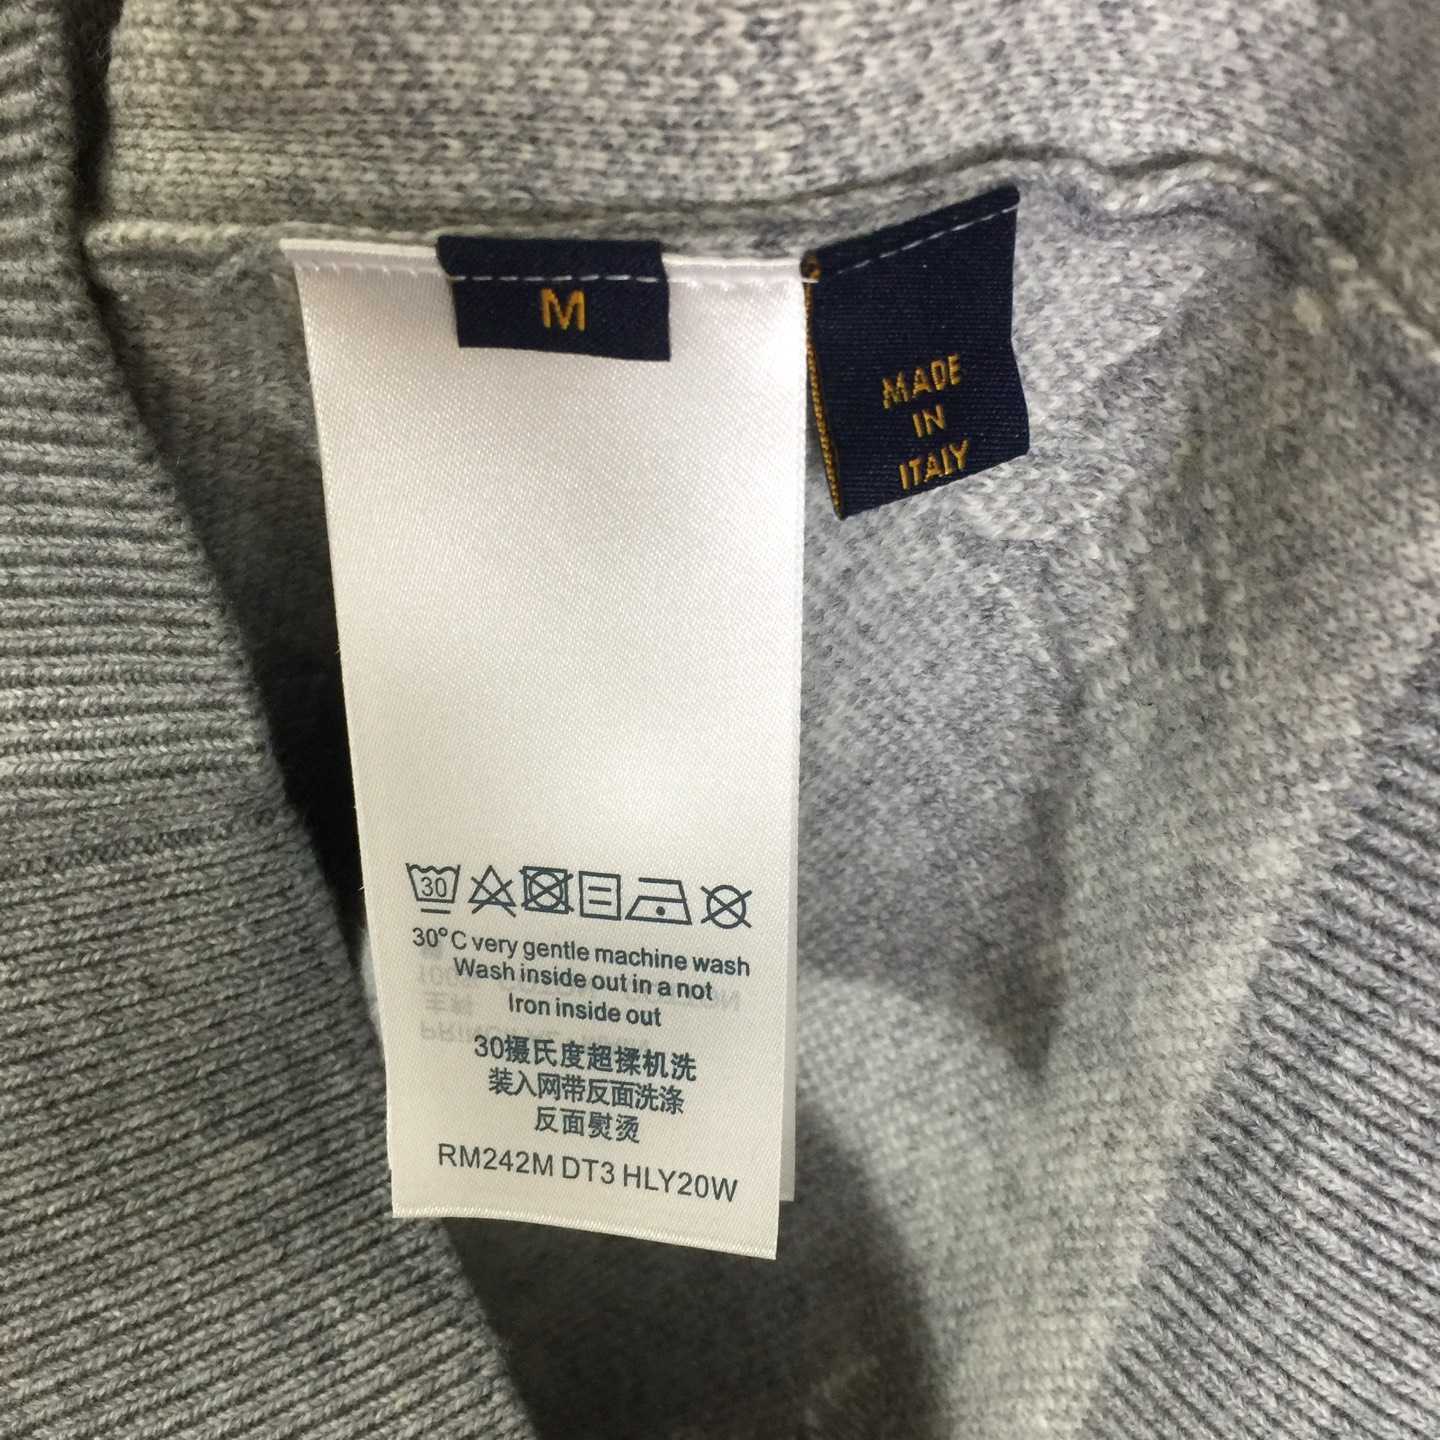 M
MADE
IN
ITALY
30
30°C very gentle machine wash
Wash inside out in a not
Iron inside out
30摄氏度超揉机洗
装入网带反面洗涤
反面熨烫
RM242M DT3 HLY20W